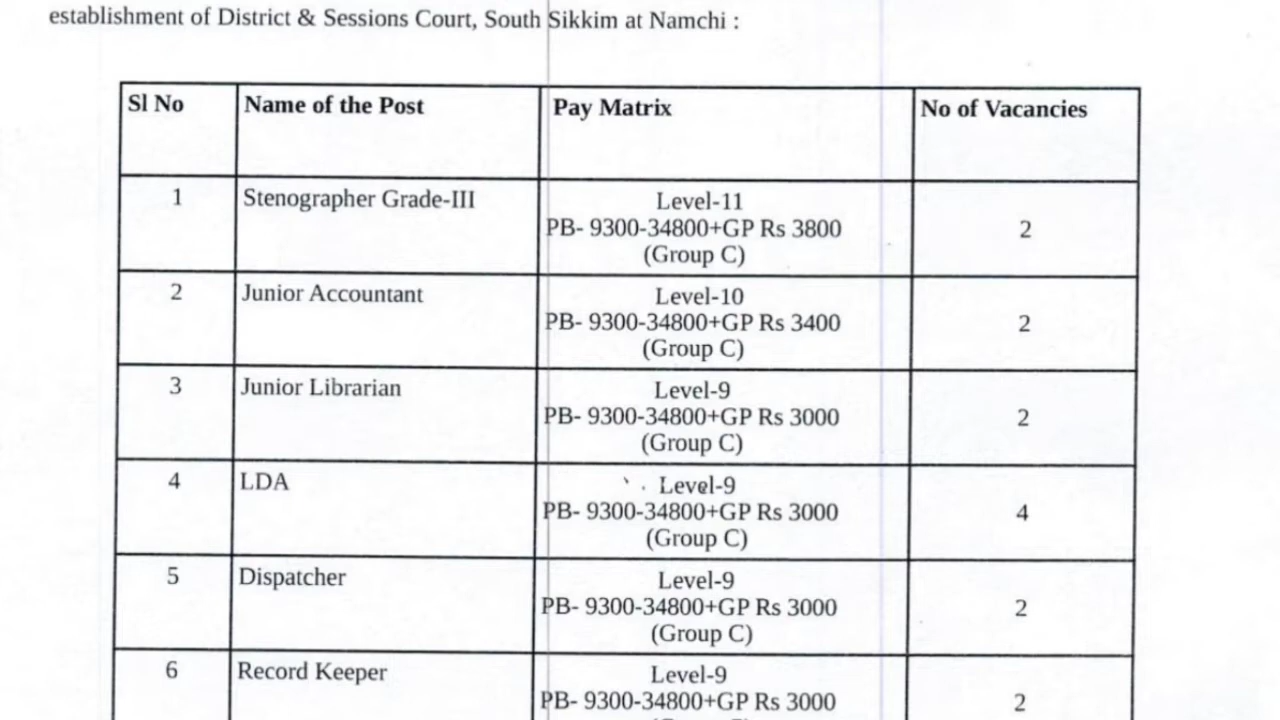 establishment of District & Sessions Court, South Sikkim at Namchi :
Sl No Name of the Post Pay Matrix No of Vacancies
1 Stenographer Grade-III Level-11
PB- 9300-34800+GP Rs 3800 2
(Group C)
2 Junior Accountant Level-10
PB- 9300-34800+GP Rs 3400 2
(Group C)
3 Junior Librarian Level-9
PB- 9300-34800+GP Rs 3000 2
(Group C)
4 LDA Level-9
PB- 9300-34800+GP Rs 3000 4
(Group C)
5 Dispatcher Level-9
PB- 9300-34800+GP Rs 3000 2
(Group C)
6 Record Keeper Level-9
PB- 9300-34800+GP Rs 3000 2